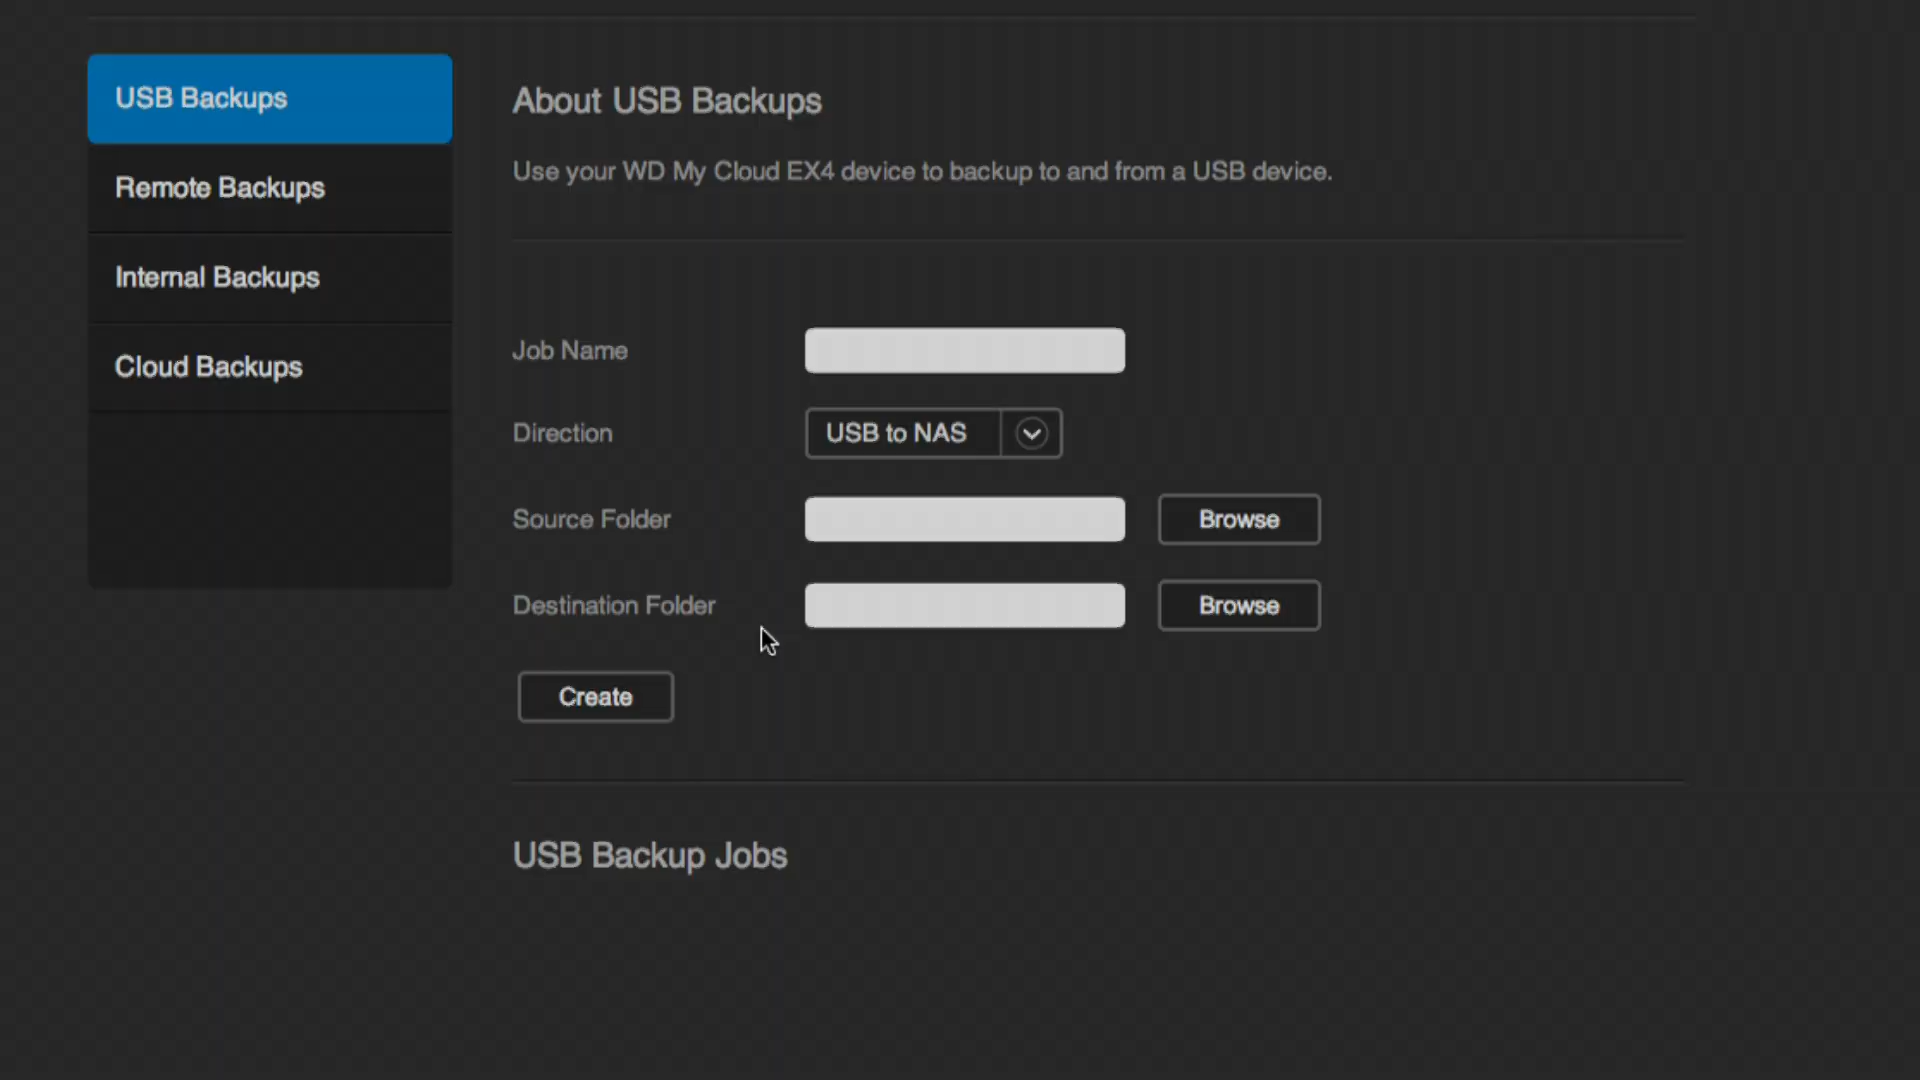 USB Backups
Remote Backups
Internal Backups
Cloud Backups
About USB Backups
Use your WD My Cloud EX4 device to backup to and from a USB device.
Job Name
Direction USB to NAS
Source Folder Browse
Destination Folder Browse
Create
USB Backup Jobs